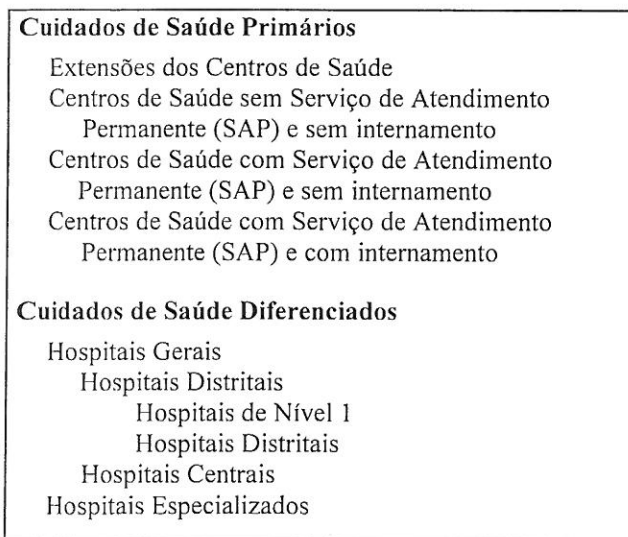 Cuidados de Saúde Primários
Extensões dos Centros de Saúde
Centros de Saúde sem Serviço de Atendimento
Permanente (SAP) e sem internamento
Centros de Saúde com Serviço de Atendimento
Permanente (SAP) e sem internamento
Centros de Saúde com Serviço de Atendimento
Permanente (SAP) e com internamento
Cuidados de Saúde Diferenciados
Hospitais Gerais
Hospitais Distritais
Hospitais de Nível 1
Hospitais Distritais
Hospitais Centrais
Hospitais Especializados